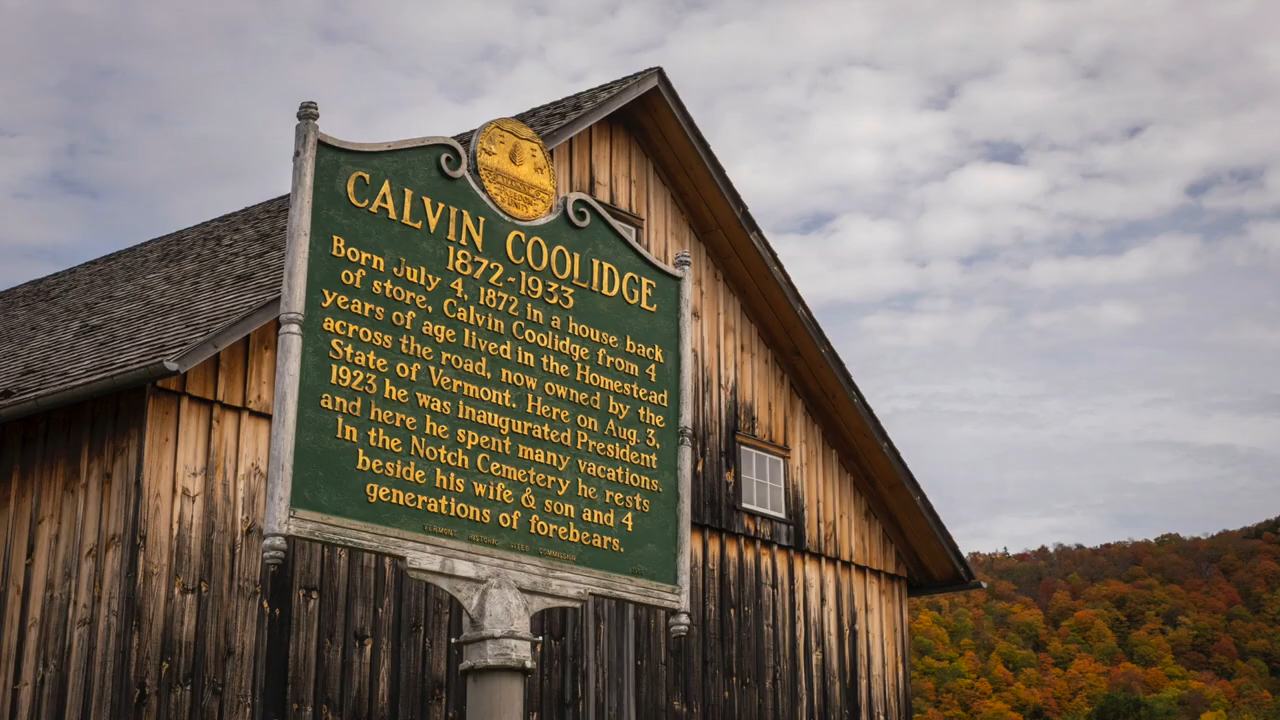 CALVIN COOLIDGE
1872-1933
Born July 4, 1872 in a house back
of store, Calvin Coolidge from 4
years of age lived in the Homestead
across the road, now owned by the
State of Vermont. Here on Aug. 3,
1923 he was inaugurated President
and here he spent many vacations.
In the Notch Cemetery he rests
beside his wife & son and 4
generations of forebears.
VERMONT HISTORIC SITES COMMISSION